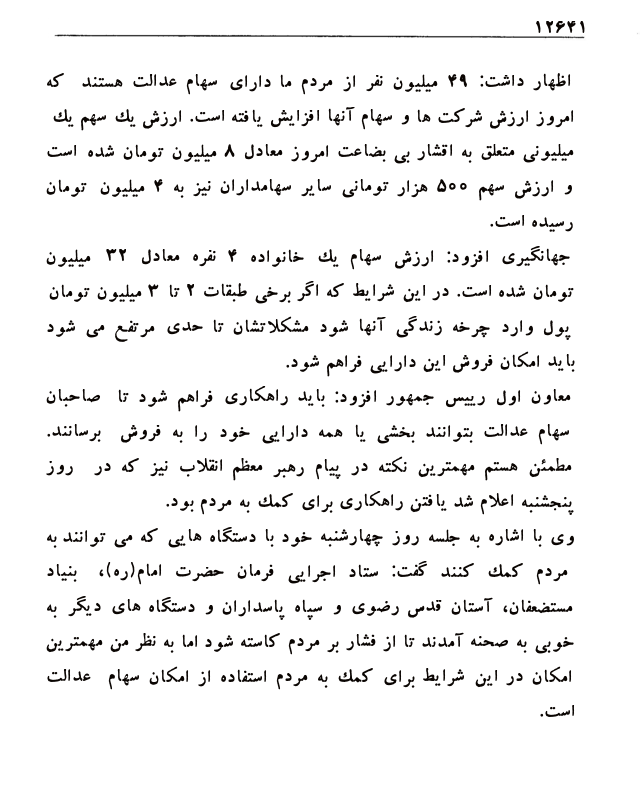 ۱۲۶۴۱
اظهار داشت: ۴۹ میلیون نفر از مردم ما دارای سهام عدالت هستند که
امروز ارزش شرکت ها و سهام آنها افزایش یافته است. ارزش یك سهم یك
میلیونی متعلق به اقشار بی بضاعت امروز معادل ۸ میلیون تومان شده است
و ارزش سهم ۵۰۰ هزار تومانی سایر سهامداران نیز به ۴ میلیون تومان
رسیده است.
جهانگیری افزود: ارزش سهام یك خانواده ۴ نفره معادل ۳۲ میلیون
تومان شده است. در این شرایط که اگر برخی طبقات ۲ تا ۳ میلیون تومان
پول وارد چرخه زندگی آنها شود مشکلاتشان تا حدی مرتفع می شود
باید امکان فروش این دارایی فراهم شود.
معاون اول رییس جمهور افزود: باید راهکاری فراهم شود تا صاحبان
سهام عدالت بتوانند بخشی یا همه دارایی خود را به فروش برسانند.
مطمئن هستم مهمترین نکته در پیام رهبر معظم انقلاب نیز که در روز
پنجشنبه اعلام شد یافتن راهکاری برای کمك به مردم بود.
وی با اشاره به جلسه روز چهارشنبه خود با دستگاه هایی که می توانند به
مردم کمك کنند گفت: ستاد اجرایی فرمان حضرت امام(ره)، بنیاد
مستضعفان، آستان قدس رضوی و سپاه پاسداران و دستگاه های دیگر به
خوبی به صحنه آمدند تا از فشار بر مردم کاسته شود اما به نظر من مهمترین
امکان در این شرایط برای کمك به مردم استفاده از امکان سهام عدالت
است.